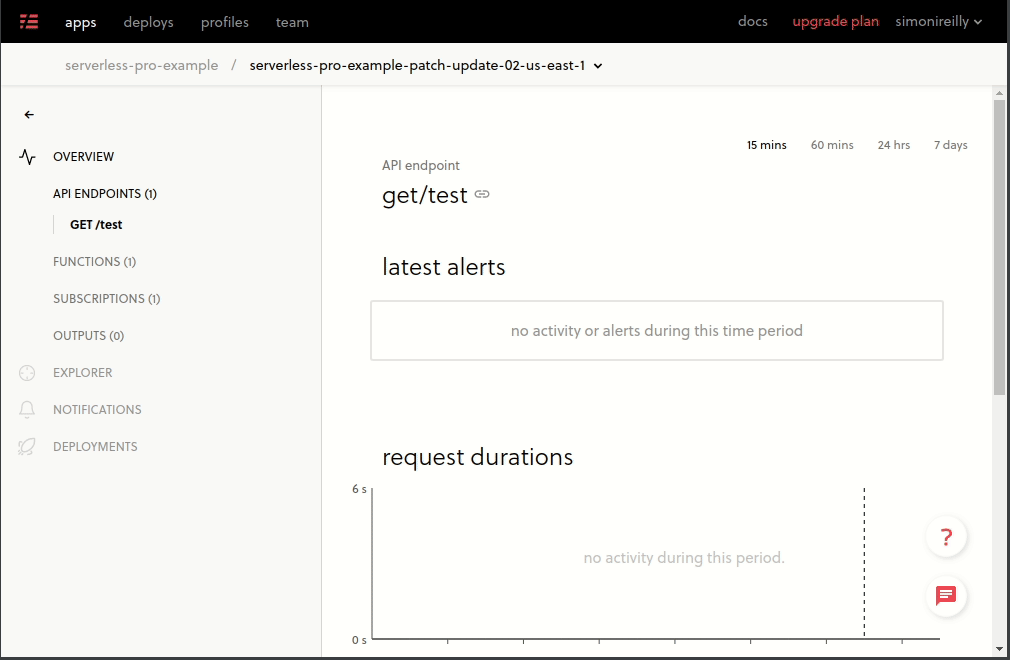 apps deploys profiles team docs upgrade plan simonireilly
serverless-pro-example / serverless-pro-example-patch-update-02-us-east-1
OVERVIEW
API ENDPOINTS (1)
GET /test
FUNCTIONS (1)
SUBSCRIPTIONS (1)
OUTPUTS (0)
EXPLORER
NOTIFICATIONS
DEPLOYMENTS
15 mins 60 mins 24 hrs 7 days
API endpoint
get/test
latest alerts
no activity or alerts during this time period
request durations
6 s
no activity during this period.
0 s
?